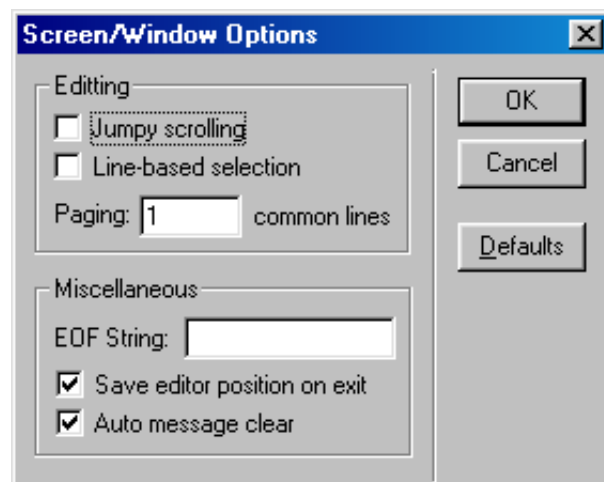 Screen/Window Options
Editting
Jumpy scrolling
Line-based selection
Paging: 1 common lines
Miscellaneous
EOF String:
Save editor position on exit
Auto message clear
OK
Cancel
Defaults